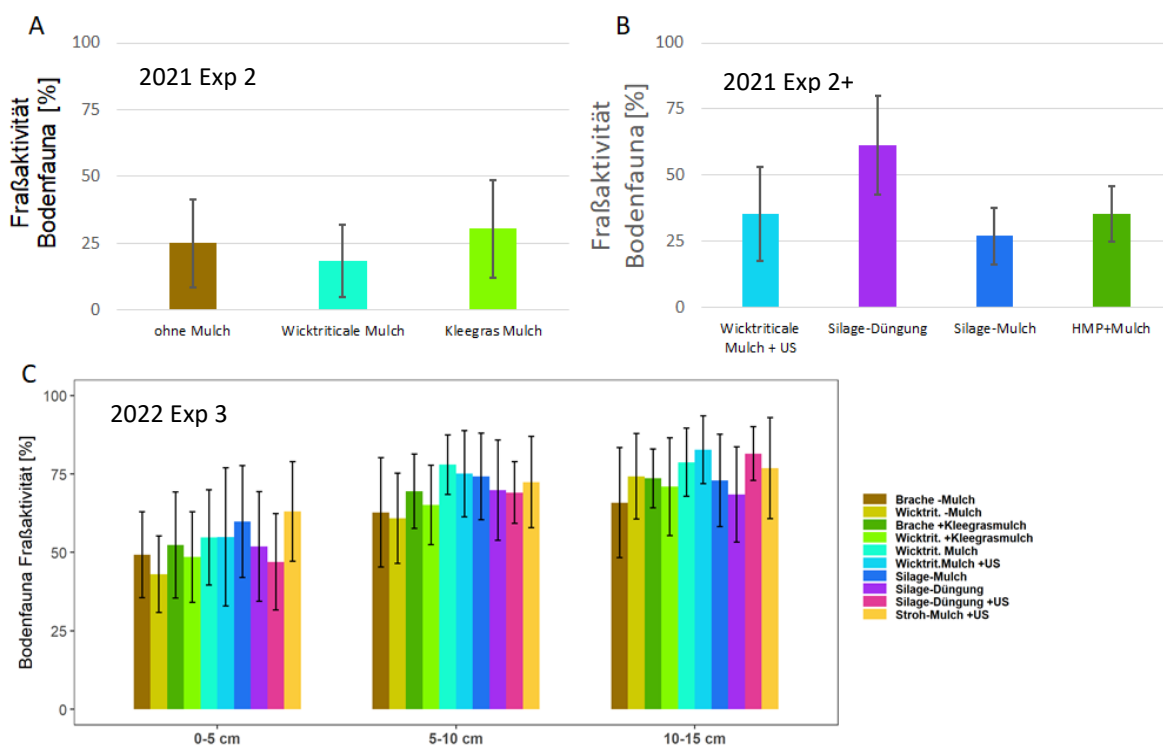 A
2021 Exp 2
Fraßaktivität
Bodenfauna [%]
100
75
50
25
0
ohne Mulch
Wicktriticale Mulch
Kleegras Mulch
B
2021 Exp 2+
Fraßaktivität
Bodenfauna [%]
100
75
50
25
0
Wicktriticale
Mulch + US
Silage-Düngung
Silage-Mulch
HMP+Mulch
C
2022 Exp 3
Bodenfauna Fraßaktivität [%]
100
75
50
25
0
0-5 cm
5-10 cm
10-15 cm
Brache -Mulch
Wicktrit. -Mulch
Brache +Kleegrasmulch
Wicktrit. +Kleegrasmulch
Wicktrit. Mulch
Wicktrit.Mulch +US
Silage-Mulch
Silage-Düngung
Silage-Düngung +US
Stroh-Mulch +US